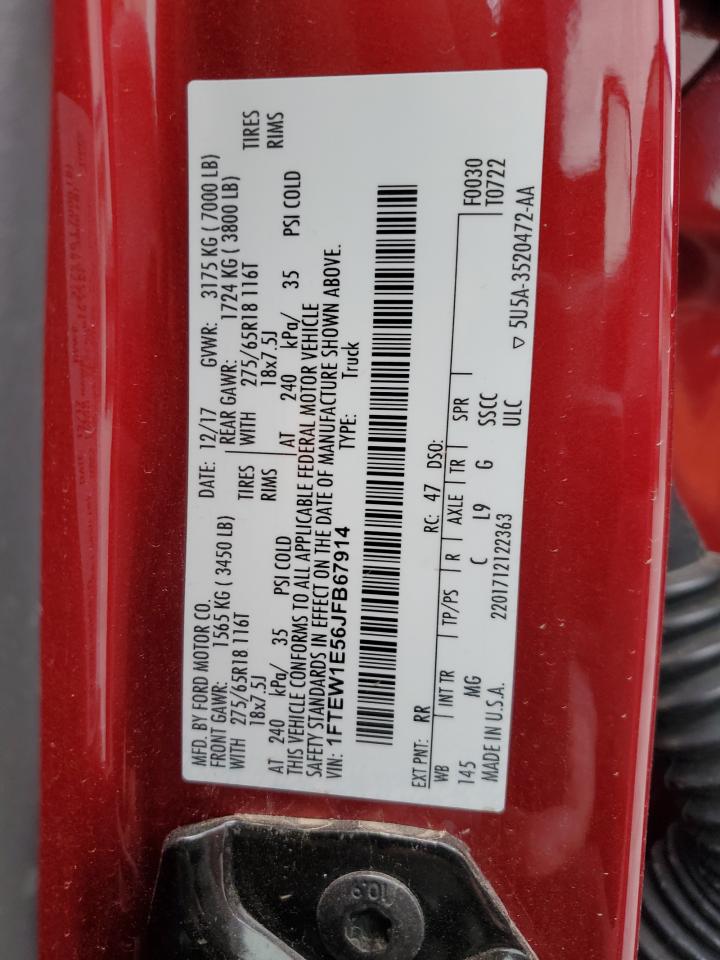 MFD. BY FORD MOTOR CO.
DATE: 12/17 GVWR: 3175 KG ( 7000 LB)
FRONT GAWR: 1565 KG ( 3450 LB) REAR GAWR: 1724 KG ( 3800 LB)
WITH 275/65R18 116T TIRES WITH 275/65R18 116T TIRES
18x7.5J RIMS 18x7.5J RIMS
AT 240 kPa/ 35 PSI COLD AT 240 kPa/ 35 PSI COLD
THIS VEHICLE CONFORMS TO ALL APPLICABLE FEDERAL MOTOR VEHICLE
SAFETY STANDARDS IN EFFECT ON THE DATE OF MANUFACTURE SHOWN ABOVE.
VIN: 1FTEW1E56JFB67914 TYPE: Truck
EXT PNT: RR RC: 47 DSO: F0030
T0722
WB INT TR TP/PS R AXLE TR SPR
145 MG C L9 G SSCC
MADE IN U.S.A. 2201712122363 ULC
▽ 5U5A-3520472-AA
10.9